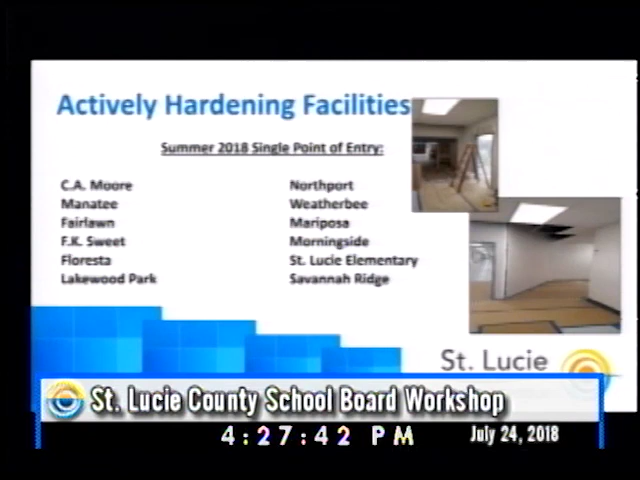 Actively Hardening Facilities
Summer 2018 Single Point of Entry:
C.A. Moore
Manatee
Fairlawn
F.K. Sweet
Floresta
Lakewood Park
Northport
Weatherbee
Mariposa
Morningside
St. Lucie Elementary
Savannah Ridge
St. Lucie
St. Lucie County School Board Workshop
4:27:42 PM
July 24, 2018